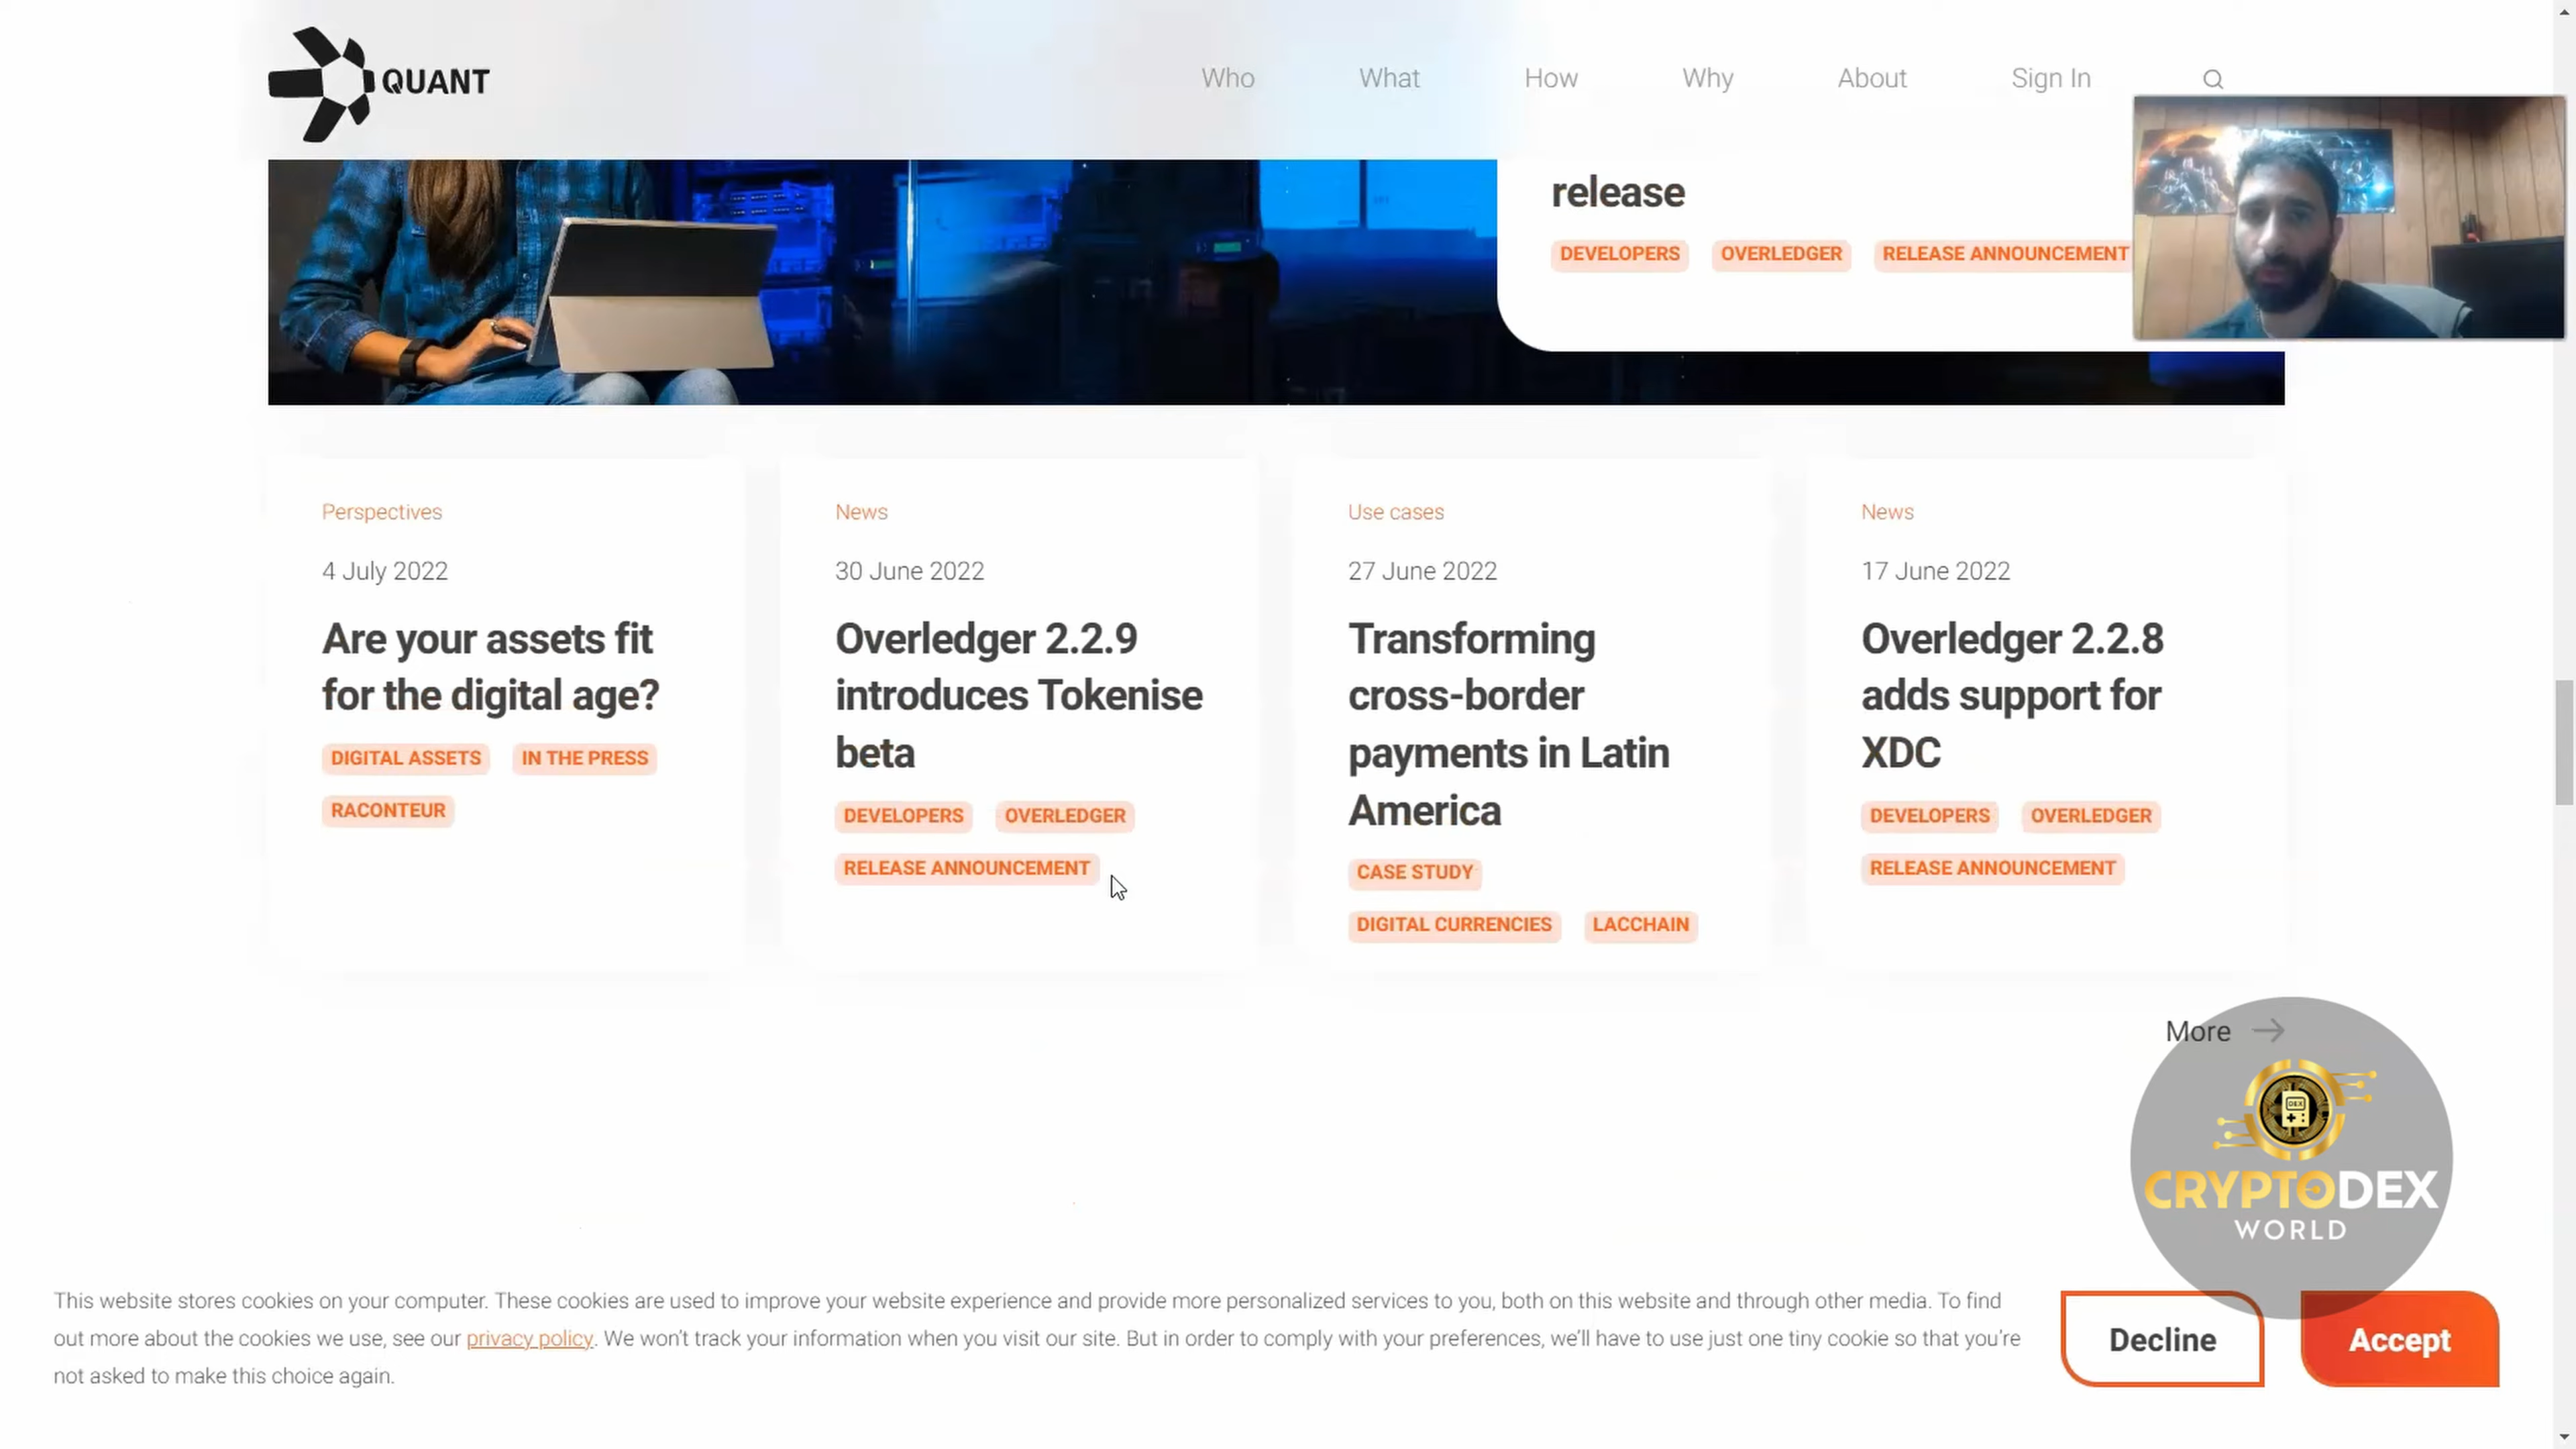 QUANT
Who
What
How
Why
About
Sign In
release
DEVELOPERS
OVERLEDGER
RELEASE ANNOUNCEMENT
Perspectives
4 July 2022
Are your assets fit
for the digital age?
DIGITAL ASSETS
IN THE PRESS
RACONTEUR
News
30 June 2022
Overledger 2.2.9
introduces Tokenise
beta
DEVELOPERS
OVERLEDGER
RELEASE ANNOUNCEMENT
Use cases
27 June 2022
Transforming
cross-border
payments in Latin
America
CASE STUDY
DIGITAL CURRENCIES
LACCHAIN
News
17 June 2022
Overledger 2.2.8
adds support for
XDC
DEVELOPERS
OVERLEDGER
RELEASE ANNOUNCEMENT
More
DEX
CRYPTODEX
WORLD
This website stores cookies on your computer. These cookies are used to improve your website experience and provide more personalized services to you, both on this website and through other media. To find
out more about the cookies we use, see our privacy policy. We won't track your information when you visit our site. But in order to comply with your preferences, we'll have to use just one tiny cookie so that you're
not asked to make this choice again.
Decline
Accept